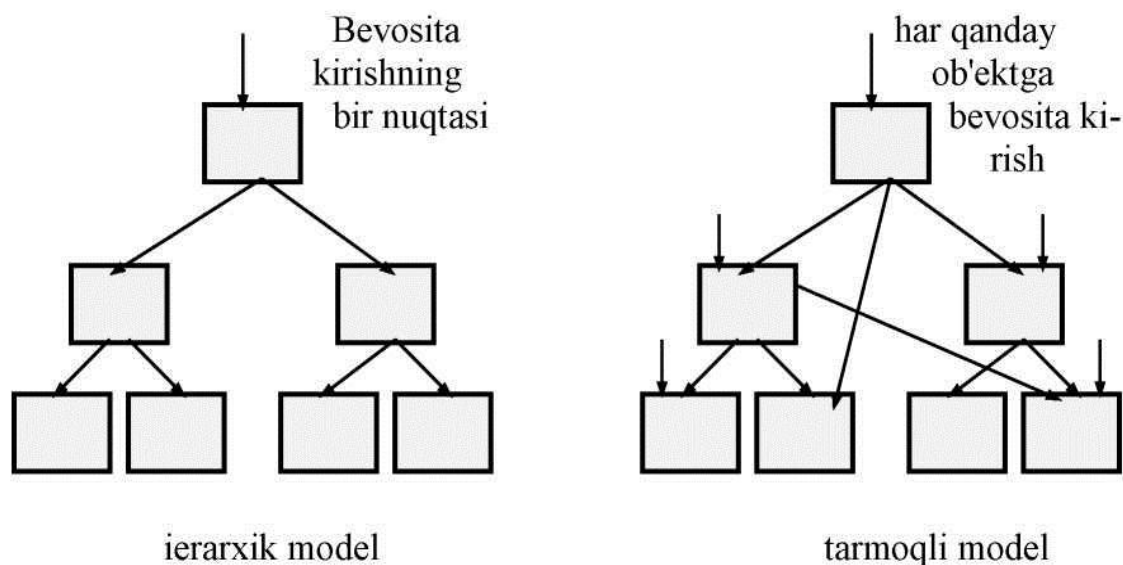 Bevosita
kirishning
bir nuqtasi
har qanday
ob'ektga
bevosita ki-
rish
ierarxik model
tarmoqli model